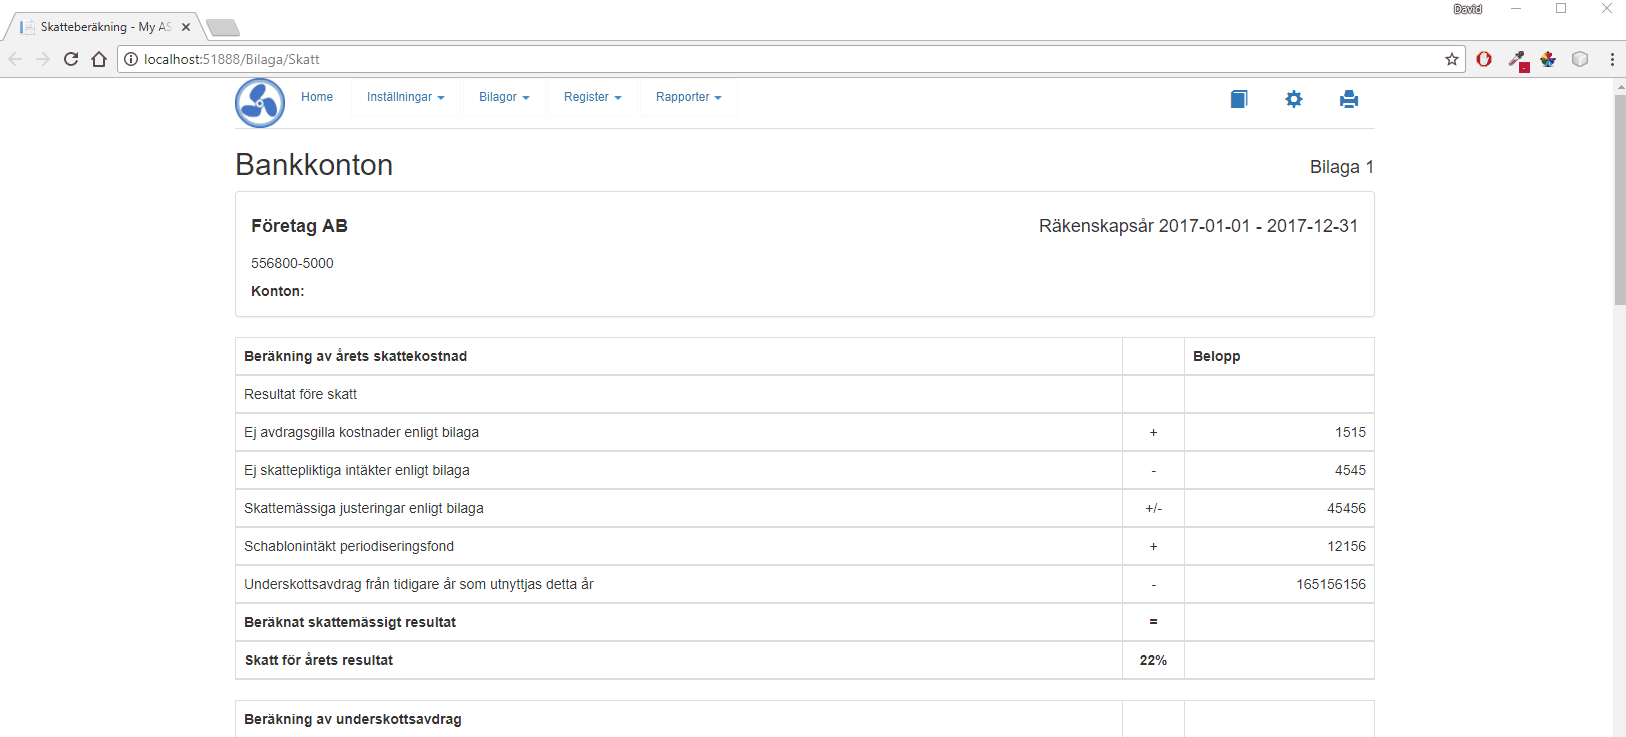 David
Skatteberäkning - My AS
localhost:51888/Bilaga/Skatt
Home Inställningar Bilagor Register Rapporter
Bankkonton Bilaga 1
Företag AB Räkenskapsår 2017-01-01 - 2017-12-31
556800-5000
Konton:
Beräkning av årets skattekostnad Belopp
Resultat före skatt
Ej avdragsgilla kostnader enligt bilaga + 1515
Ej skattepliktiga intäkter enligt bilaga - 4545
Skattemässiga justeringar enligt bilaga +/- 45456
Schablonintäkt periodiseringsfond + 12156
Underskottsavdrag från tidigare år som utnyttjas detta år - 165156156
Beräknat skattemässigt resultat =
Skatt för årets resultat 22%
Beräkning av underskottsavdrag